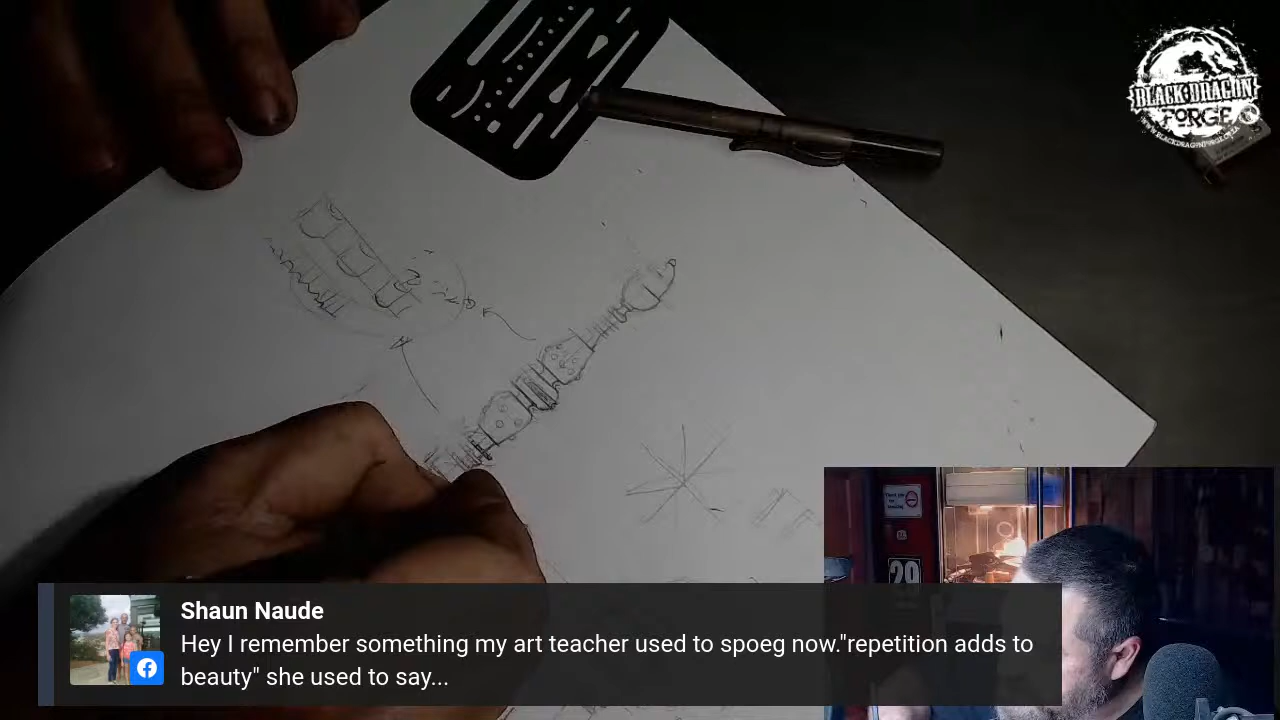 BLACK DRAGON
FORGE
29
Shaun Naude
Hey I remember something my art teacher used to spoeg now."repetition adds to
beauty" she used to say...